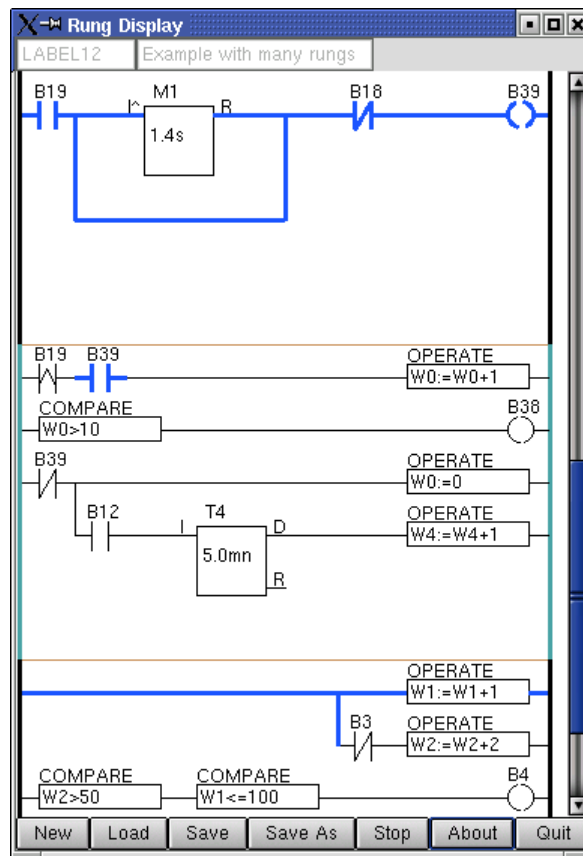 Rung Display
LABEL12 Example with many rungs
B19 M1 B18 B39
I^ R
1.4s
B19 B39 OPERATE
W0:=W0+1
COMPARE B38
W0>10
B39 OPERATE
W0:=0
B12 T4 OPERATE
I D W4:=W4+1
5.0mn
R
OPERATE
W1:=W1+1
B3 OPERATE
W2:=W2+2
COMPARE COMPARE B4
W2>50 W1<=100
New Load Save Save As Stop About Quit